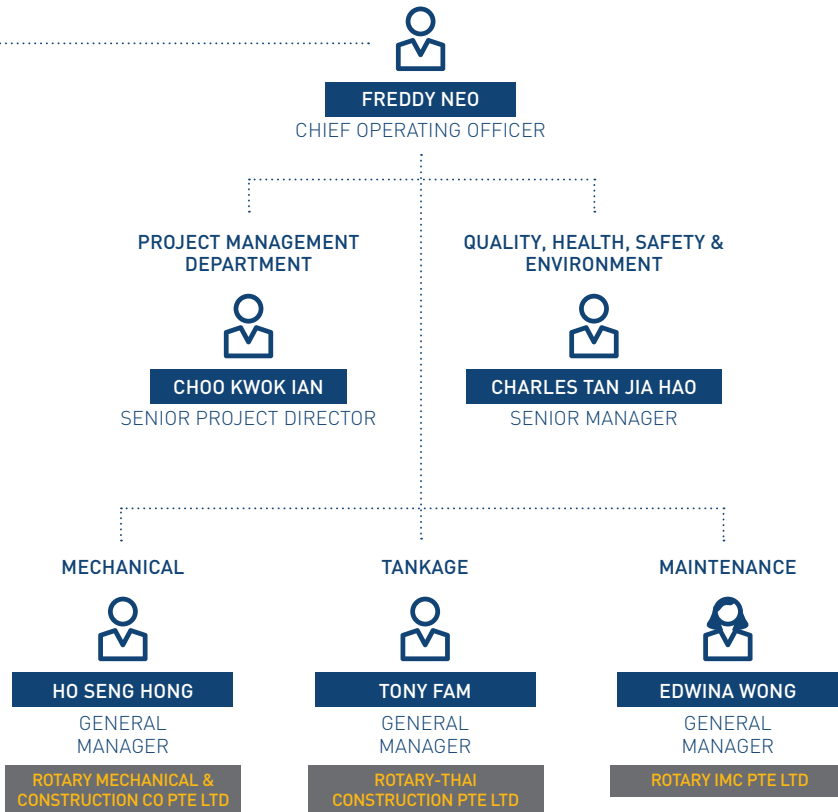 FREDDY NEO
CHIEF OPERATING OFFICER
PROJECT MANAGEMENT
DEPARTMENT
CHOO KWOK IAN
SENIOR PROJECT DIRECTOR
QUALITY, HEALTH, SAFETY &
ENVIRONMENT
CHARLES TAN JIA HAO
SENIOR MANAGER
MECHANICAL
HO SENG HONG
GENERAL
MANAGER
ROTARY MECHANICAL &
CONSTRUCTION CO PTE LTD
TANKAGE
TONY FAM
GENERAL
MANAGER
ROTARY-THAI
CONSTRUCTION PTE LTD
MAINTENANCE
EDWINA WONG
GENERAL
MANAGER
ROTARY IMC PTE LTD